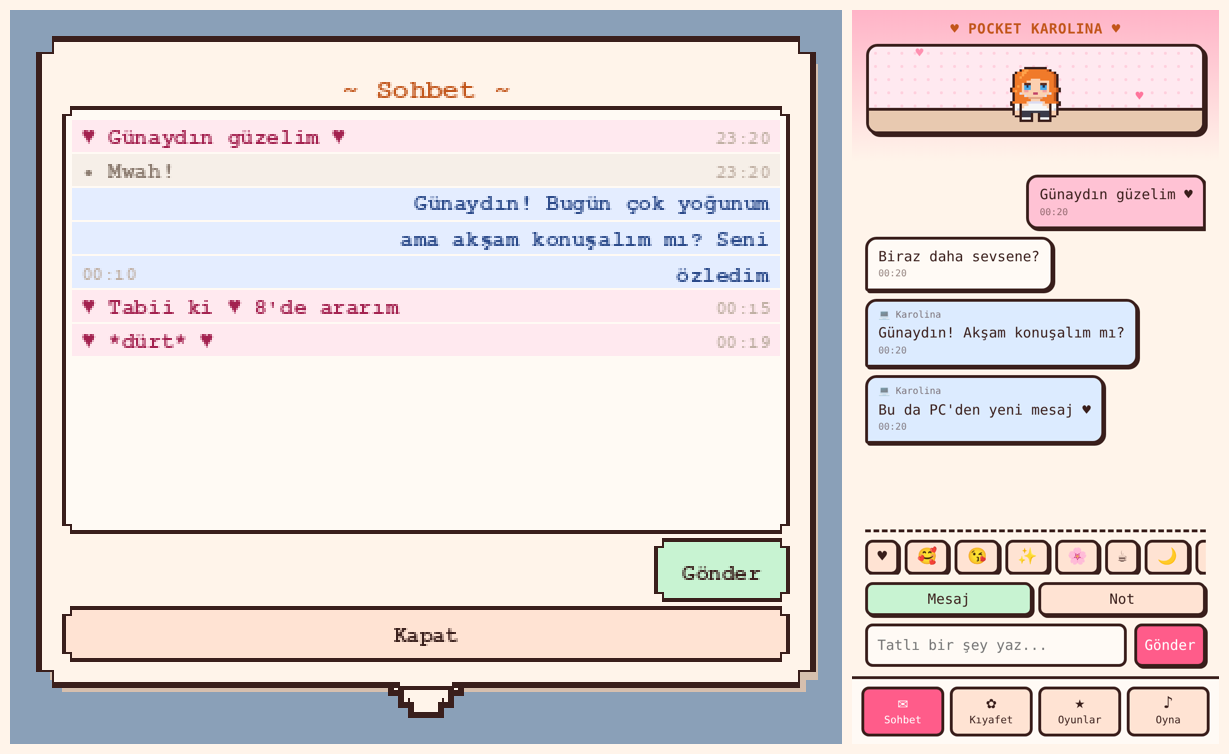 ~ Sohbet ~
♥ Günaydın güzelim ♥ 23:20
• Mwah! 23:20
Günaydın! Bugün çok yoğunum
ama akşam konuşalım mı? Seni
00:10 özledim
♥ Tabii ki ♥ 8'de ararım 00:15
♥ *dürt* ♥ 00:19
Gönder
Kapat
♥ POCKET KAROLINA ♥
Günaydın güzelim ♥
00:20
Biraz daha sevsene?
00:20
💻 Karolina
Günaydın! Akşam konuşalım mı?
00:20
💻 Karolina
Bu da PC'den yeni mesaj ♥
00:20
♥ 🥰 😘 ✨ 🌸 ☕ 🌙
Mesaj Not
Tatlı bir şey yaz... Gönder
✉ ✿ ★ ♪
Sohbet Kıyafet Oyunlar Oyna